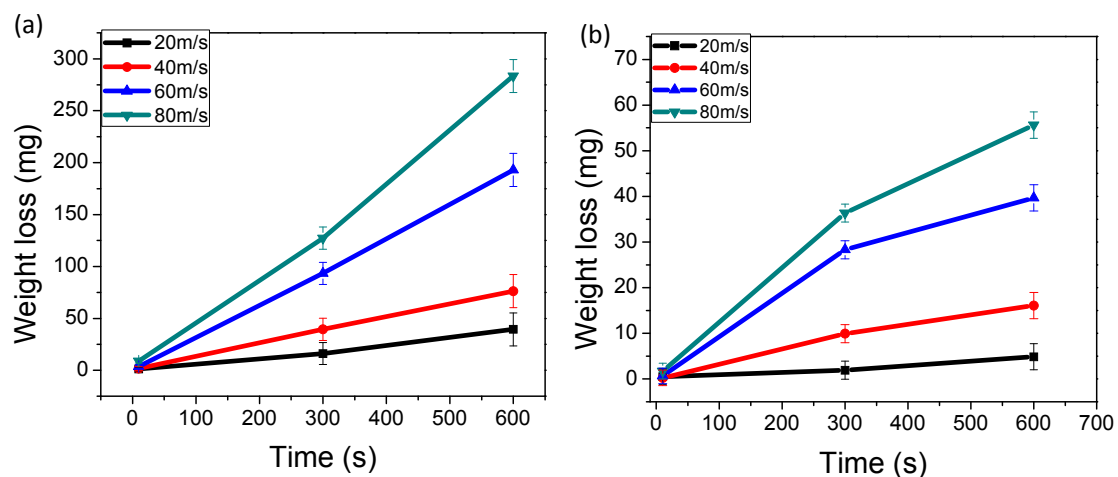 (a)
20m/s
40m/s
60m/s
80m/s
300
250
200
150
100
50
0
Weight loss (mg)
0 100 200 300 400 500 600
Time (s)
(b)
20m/s
40m/s
60m/s
80m/s
70
60
50
40
30
20
10
0
Weight loss (mg)
0 100 200 300 400 500 600 700
Time (s)